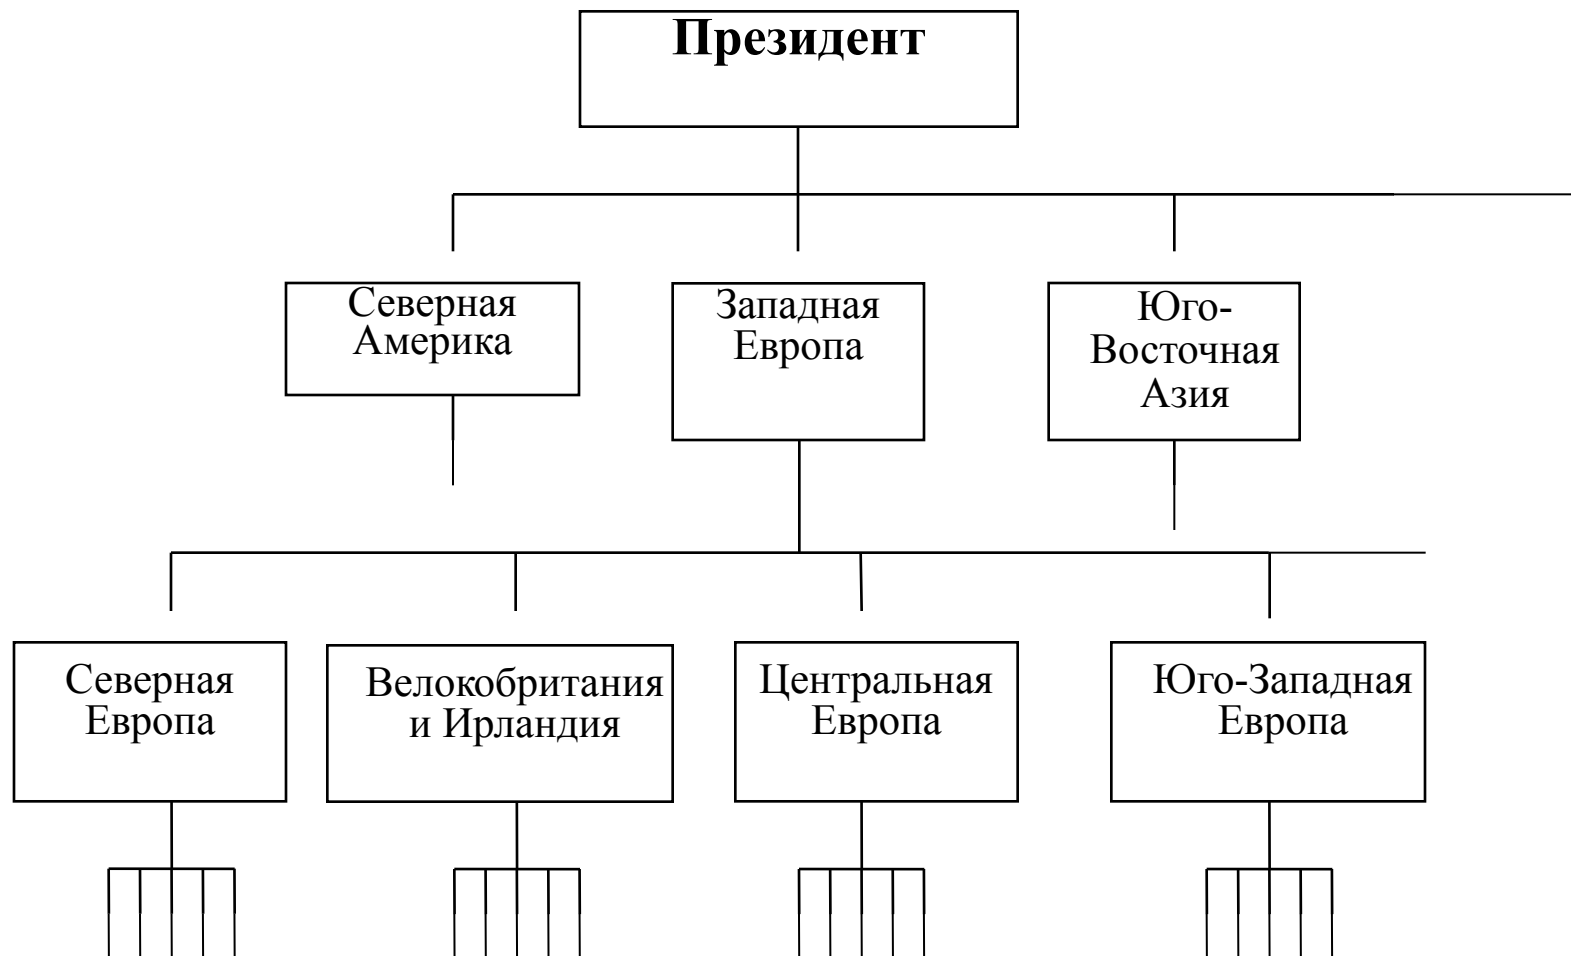 Президент
Северная
Америка
Западная
Европа
Юго-
Восточная
Азия
Северная
Европа
Велокобритания
и Ирландия
Центральная
Европа
Юго-Западная
Европа